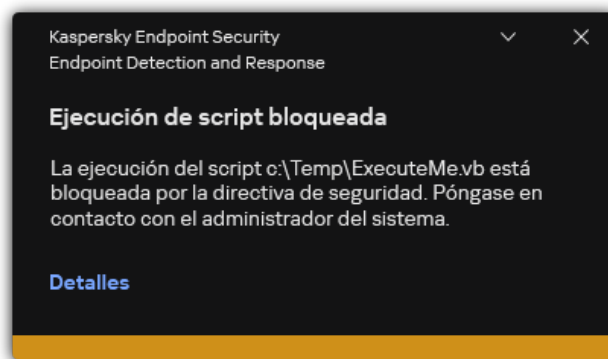 Kaspersky Endpoint Security
Endpoint Detection and Response
Ejecución de script bloqueada
La ejecución del script c:\Temp\ExecuteMe.vb está
bloqueada por la directiva de seguridad. Póngase en
contacto con el administrador del sistema.
Detalles